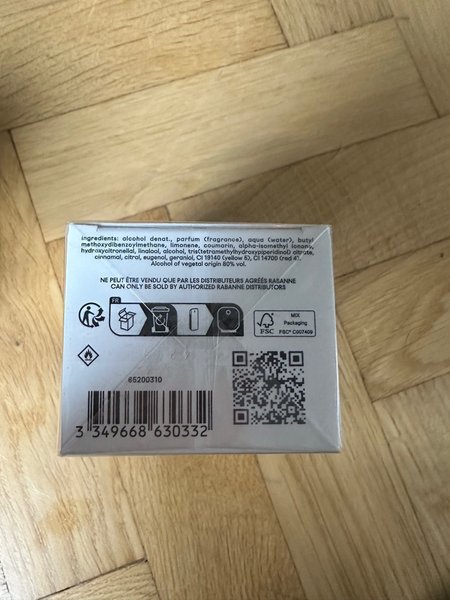 ingredients: alcohol denat., parfum (fragrance), aqua (water), butyl
methoxydibenzoylmethane, limonene, coumarin, alpha-isomethyl ionone,
hydroxycitronellal, linalool, alcohol, tris(tetramethylhydroxypiperidinol) citrate,
cinnamal, citral, eugenol, geraniol, CI 19140 (yellow 5), CI 14700 (red 4).
Alcohol of vegetal origin 80% vol.
NE PEUT ÊTRE VENDU QUE PAR LES DISTRIBUTEURS AGRÉÉS RABANNE
CAN ONLY BE SOLD BY AUTHORIZED RABANNE DISTRIBUTORS
FR
FSC
MIX
Packaging
FSC® C007409
65200310
3 349668 630332